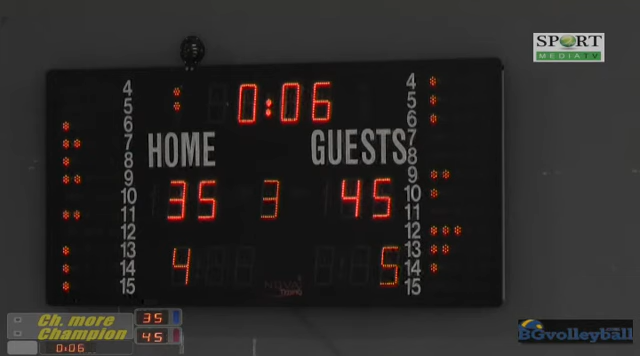 SPORT
MEDIA TV
0:06
4 4
5 5
6 6
7 7
8 8
9 9
10 10
11 11
12 12
13 13
14 14
15 15
HOME GUESTS
35 3 45
4 5
Ch. more 35
Champion 45
0:06
BGvolleyball